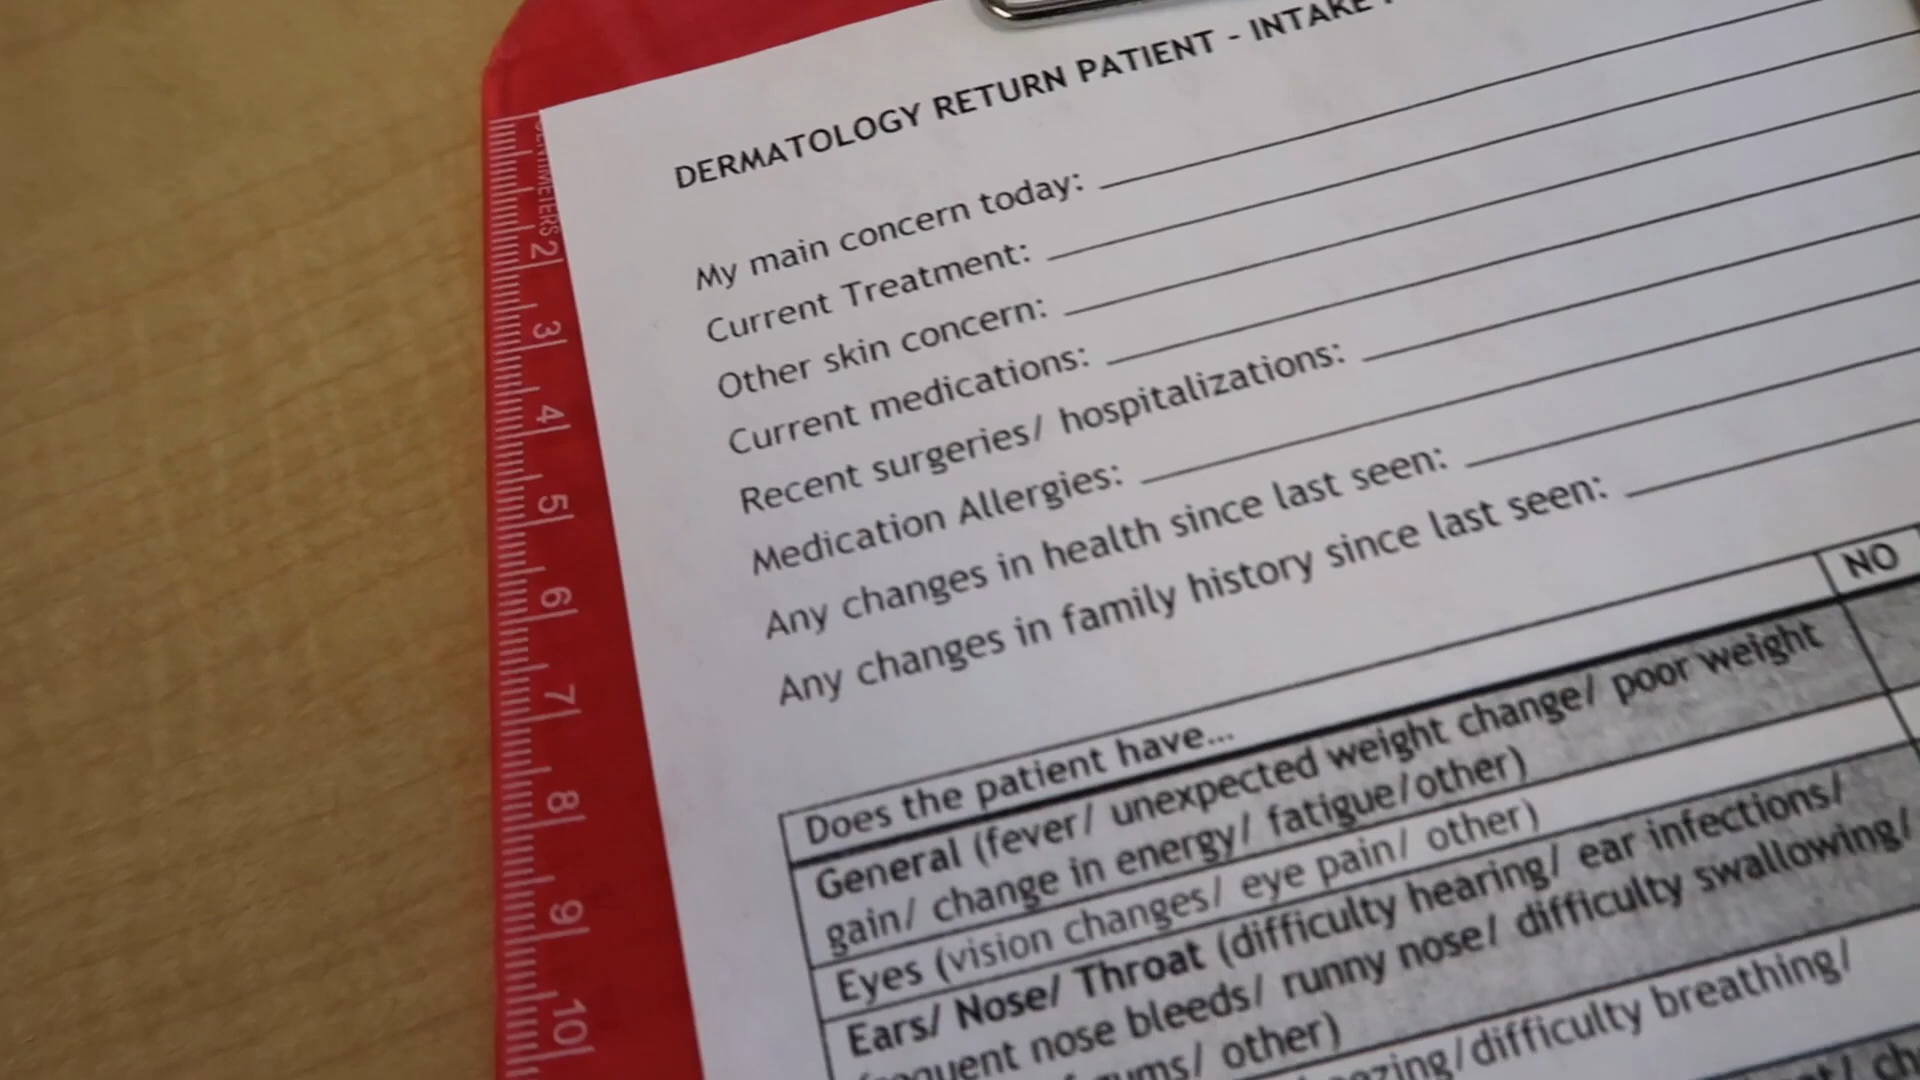 DERMATOLOGY RETURN PATIENT - INTAKE
My main concern today:
Current Treatment:
Other skin concern:
Current medications:
Recent surgeries/ hospitalizations:
Medication Allergies:
Any changes in health since last seen:
Any changes in family history since last seen:
Does the patient have... NO
General (fever/ unexpected weight change/ poor weight
gain/ change in energy/ fatigue/other)
Eyes (vision changes/ eye pain/ other)
Ears/ Nose/ Throat (difficulty hearing/ ear infections/
nose bleeds/ runny nose/ difficulty swallowing/
other)
difficulty breathing/
CENTIMETERS
2
3
4
5
6
7
8
9
10